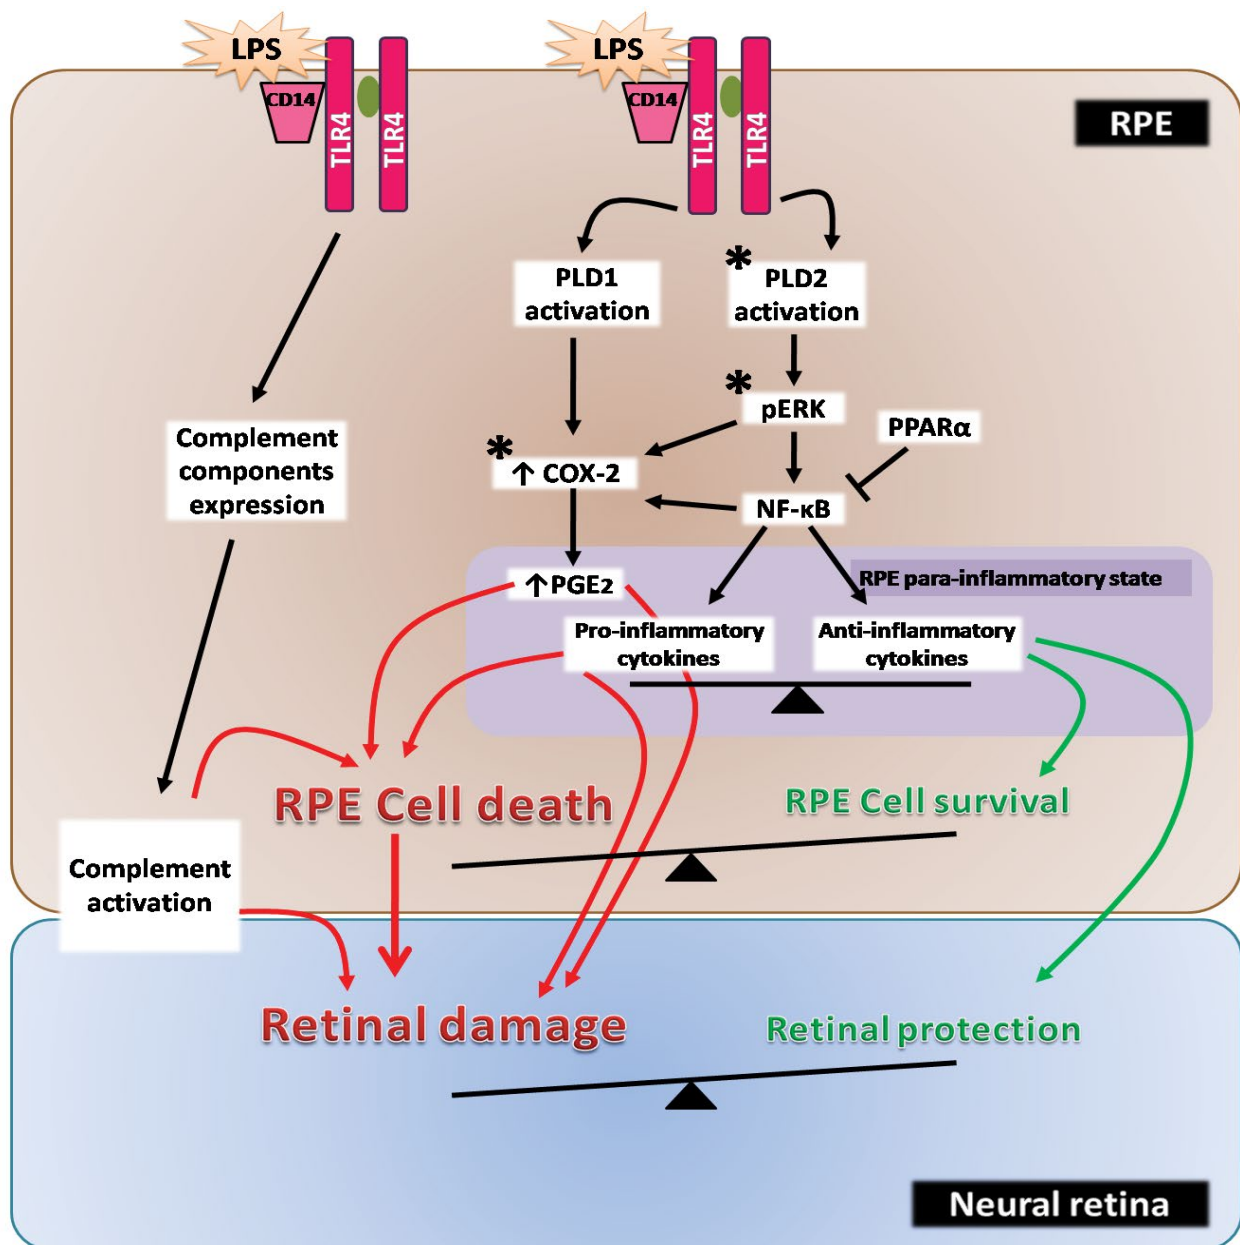 LPS
CD14
TLR4
TLR4
LPS
CD14
TLR4
TLR4
RPE
PLD1
activation
*
PLD2
activation
*
pERK
PPARα
Complement
components
expression
*
↑ COX-2
NF-κB
RPE para-inflammatory state
↑PGE2
Pro-inflammatory
cytokines
Anti-inflammatory
cytokines
RPE Cell death
RPE Cell survival
Complement
activation
Retinal damage
Retinal protection
Neural retina